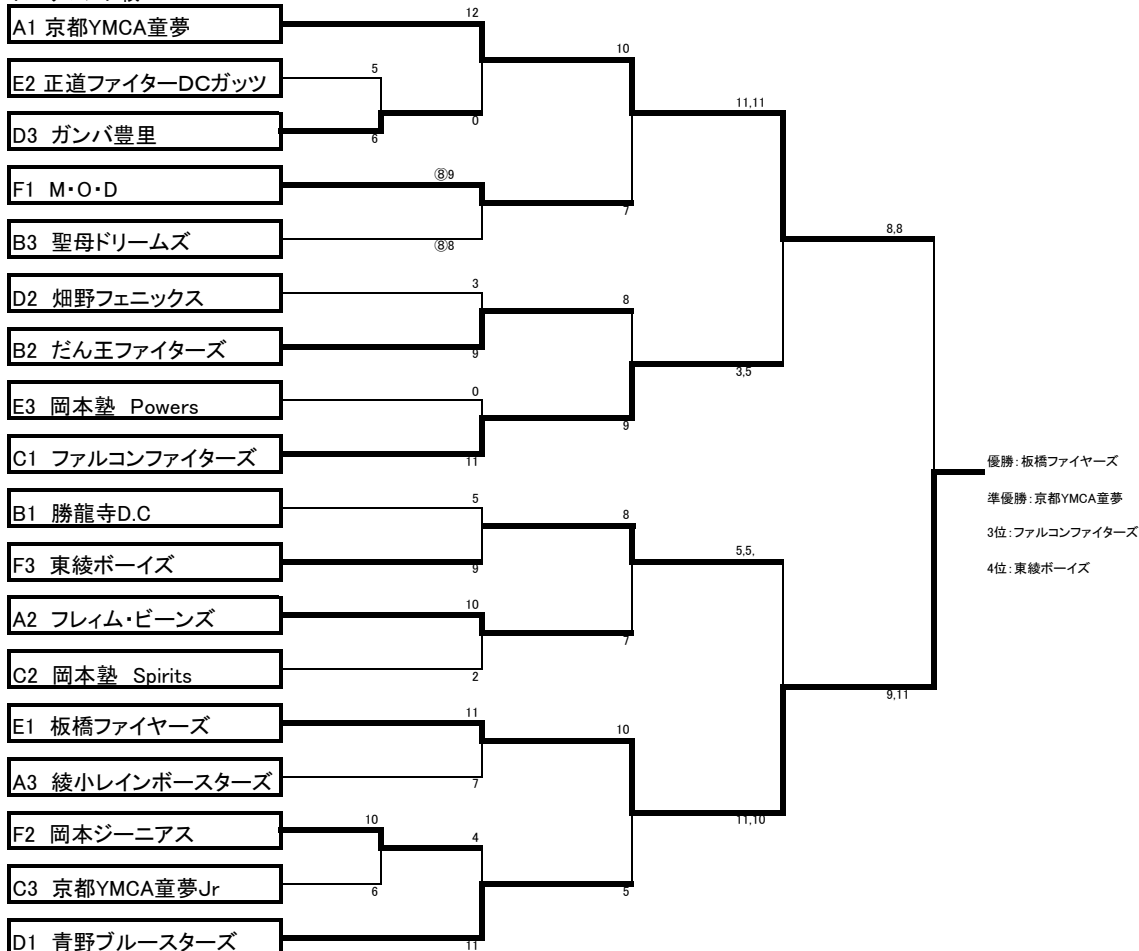 A1 京都YMCA童夢
E2 正道ファイターDCガッツ
D3 ガンバ豊里
F1 M・O・D
B3 聖母ドリームズ
D2 畑野フェニックス
B2 だん王ファイターズ
E3 岡本塾 Powers
C1 ファルコンファイターズ
B1 勝龍寺D.C
F3 東綾ボーイズ
A2 フレィム・ビーンズ
C2 岡本塾 Spirits
E1 板橋ファイヤーズ
A3 綾小レインボースターズ
F2 岡本ジーニアス
C3 京都YMCA童夢Jr
D1 青野ブルースターズ
5
6
10
6
12
0
⑧9
⑧8
3
9
0
11
5
9
10
2
11
7
4
11
10
7
8
9
8
7
10
5
11,11
3,5
5,5,
11,10
8,8
9,11
優勝:板橋ファイヤーズ
準優勝:京都YMCA童夢
3位:ファルコンファイターズ
4位:東綾ボーイズ